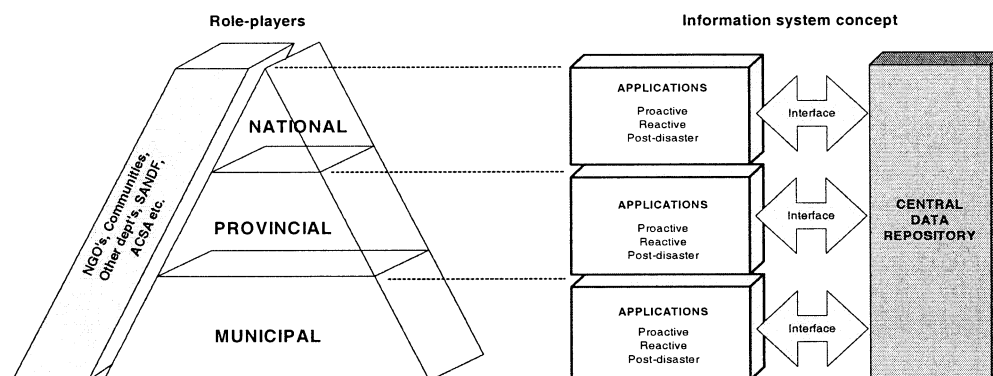 Role-players
Information system concept
NATIONAL
PROVINCIAL
MUNICIPAL
NGO's, Communities,
Other dept's, SANDF,
ACSA etc.
APPLICATIONS
Proactive
Reactive
Post-disaster
Interface
APPLICATIONS
Proactive
Reactive
Post-disaster
Interface
APPLICATIONS
Proactive
Reactive
Post-disaster
Interface
CENTRAL
DATA
REPOSITORY